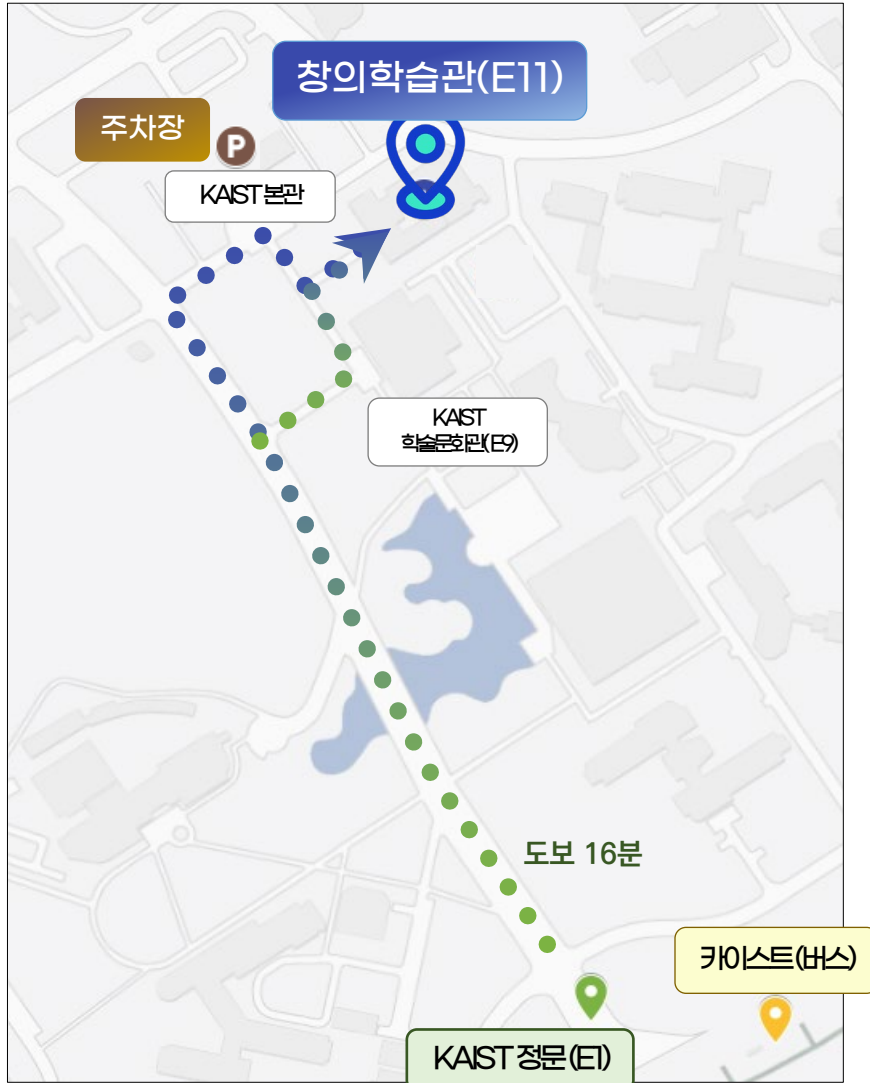 창의학습관(E11)
주차장
P
KAIST 본관
KAIST
학술문화관(E9)
도보 16분
카이스트(버스)
KAIST 정문(E1)